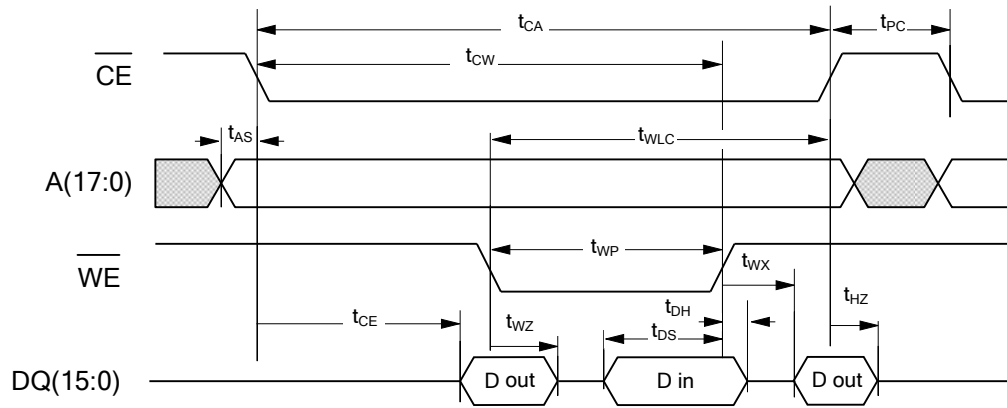 tCA
tPC
CE
tCW
tAS
tWLC
A(17:0)
WE
tWP
tWX
tCE
tWZ
tDH
tDS
tHZ
DQ(15:0)
D out
D in
D out